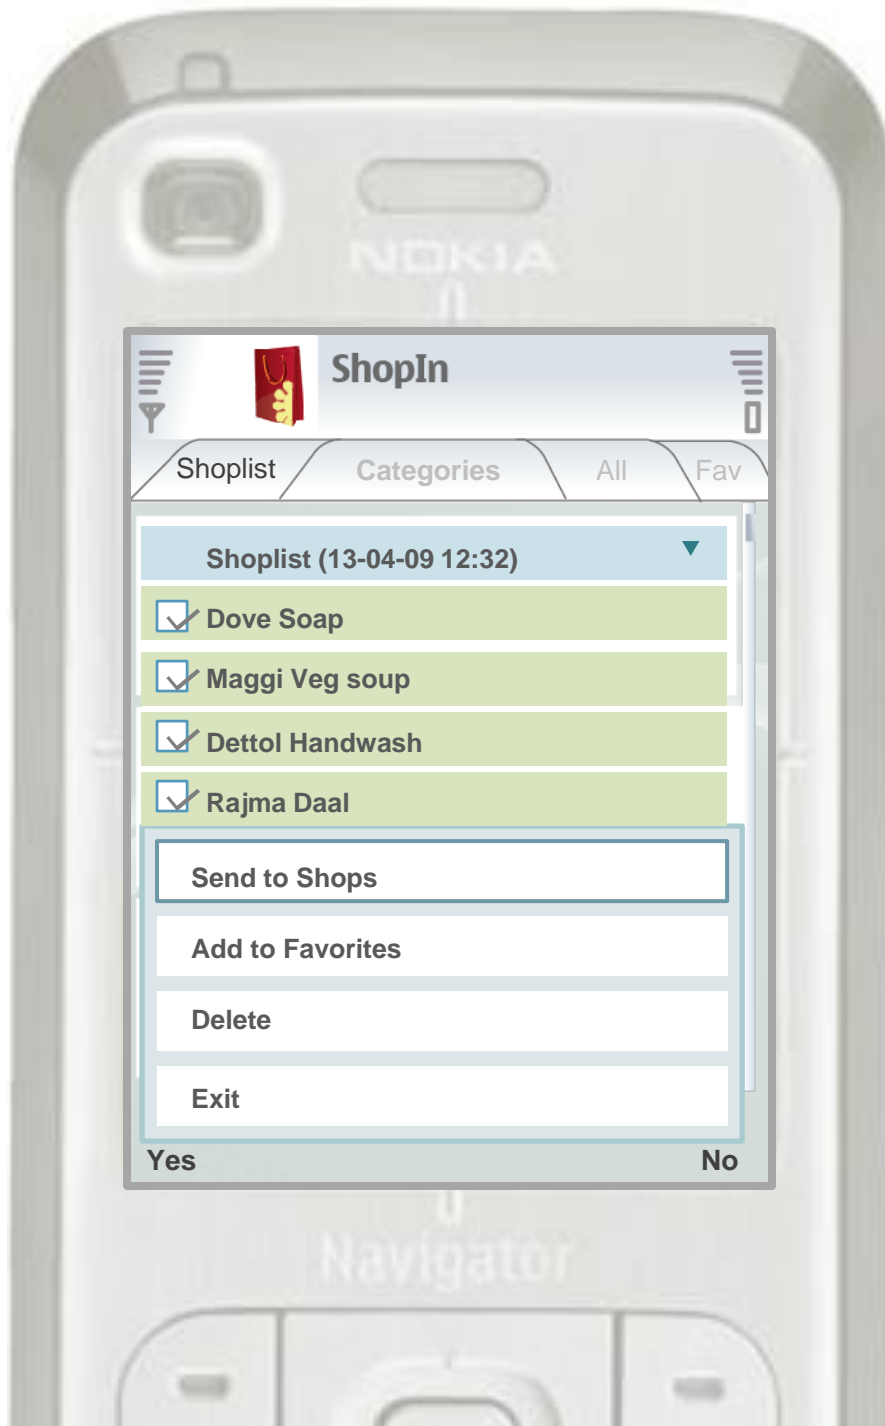 NOKIA
ShopIn
Shoplist Categories All Fav
Shoplist (13-04-09 12:32)
Dove Soap
Maggi Veg soup
Dettol Handwash
Rajma Daal
Send to Shops
Add to Favorites
Delete
Exit
Yes No
Navigator